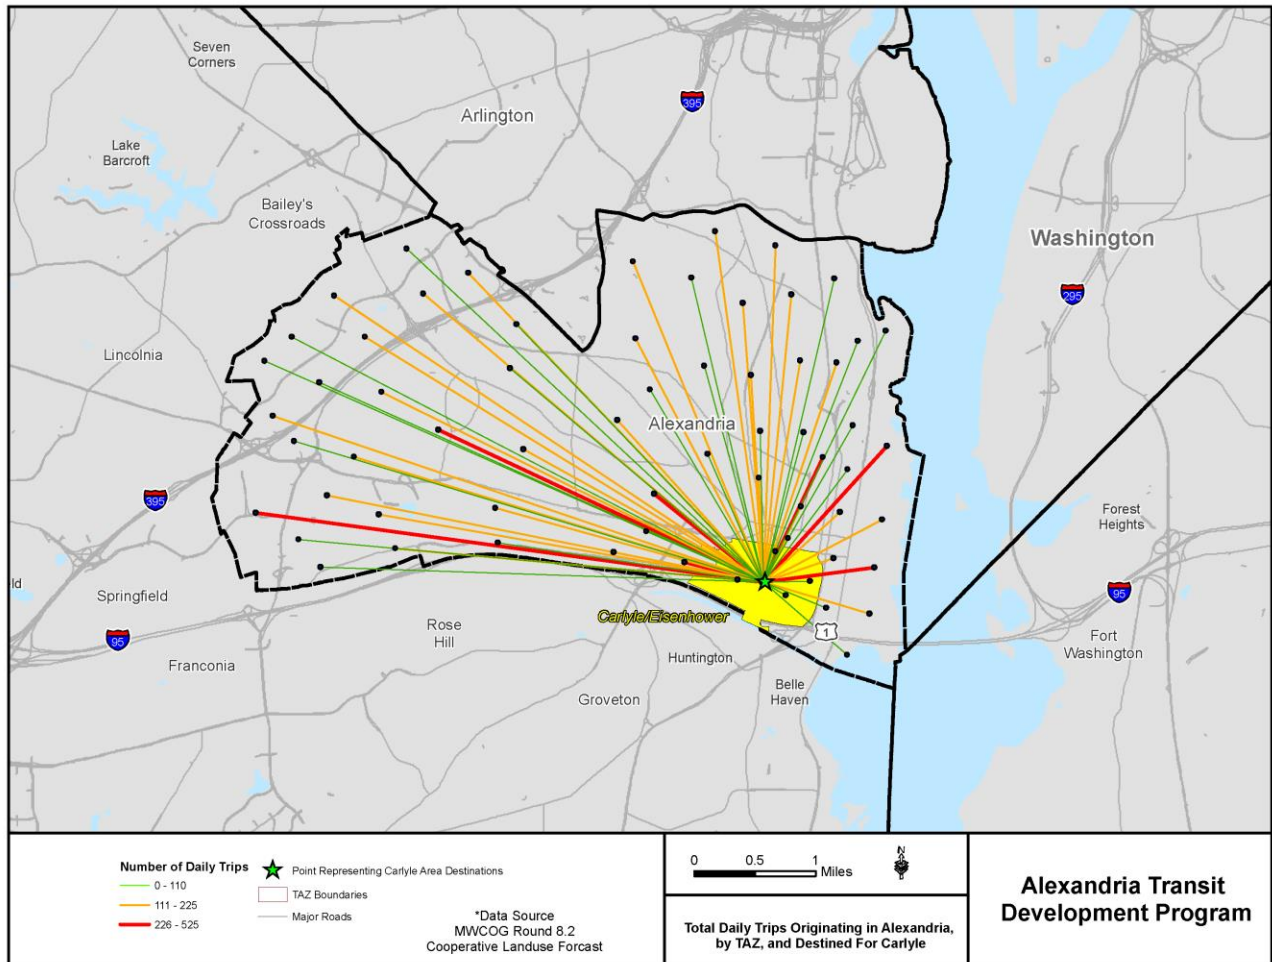 Seven
Corners
Arlington
395
Lake
Barcroft
Bailey's
Crossroads
Washington
295
Lincolnia
Alexandria
395
Forest
Heights
Springfield
95
95
Carlyle/Eisenhower
Rose
Hill
1
Fort
Washington
Franconia
Huntington
Belle
Haven
Groveton
Number of Daily Trips
0 - 110
111 - 225
226 - 525
Point Representing Carlyle Area Destinations
TAZ Boundaries
Major Roads
*Data Source
MWCOG Round 8.2
Cooperative Landuse Forcast
0 0.5 1
Miles
N
Total Daily Trips Originating in Alexandria,
by TAZ, and Destined For Carlyle
Alexandria Transit
Development Program